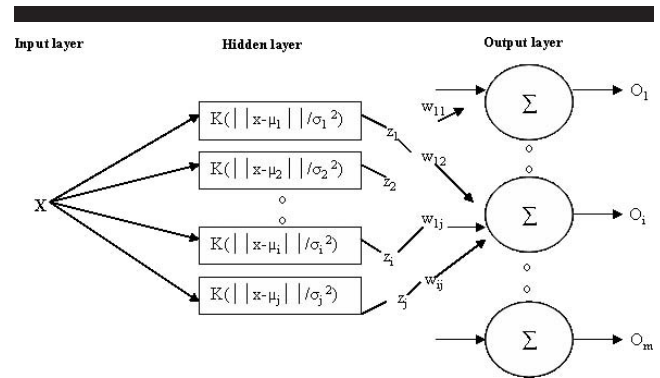 Input layer
Hidden layer
Output layer
K(||x-μ₁||/σ₁²)
K(||x-μ₂||/σ₂²)
K(||x-μᵢ||/σᵢ²)
K(||x-μⱼ||/σⱼ²)
X
z₁
z₂
zᵢ
zⱼ
w₁₁
w₁₂
w₁ⱼ
wᵢⱼ
Σ
O₁
Σ
Oᵢ
Σ
Oₘ